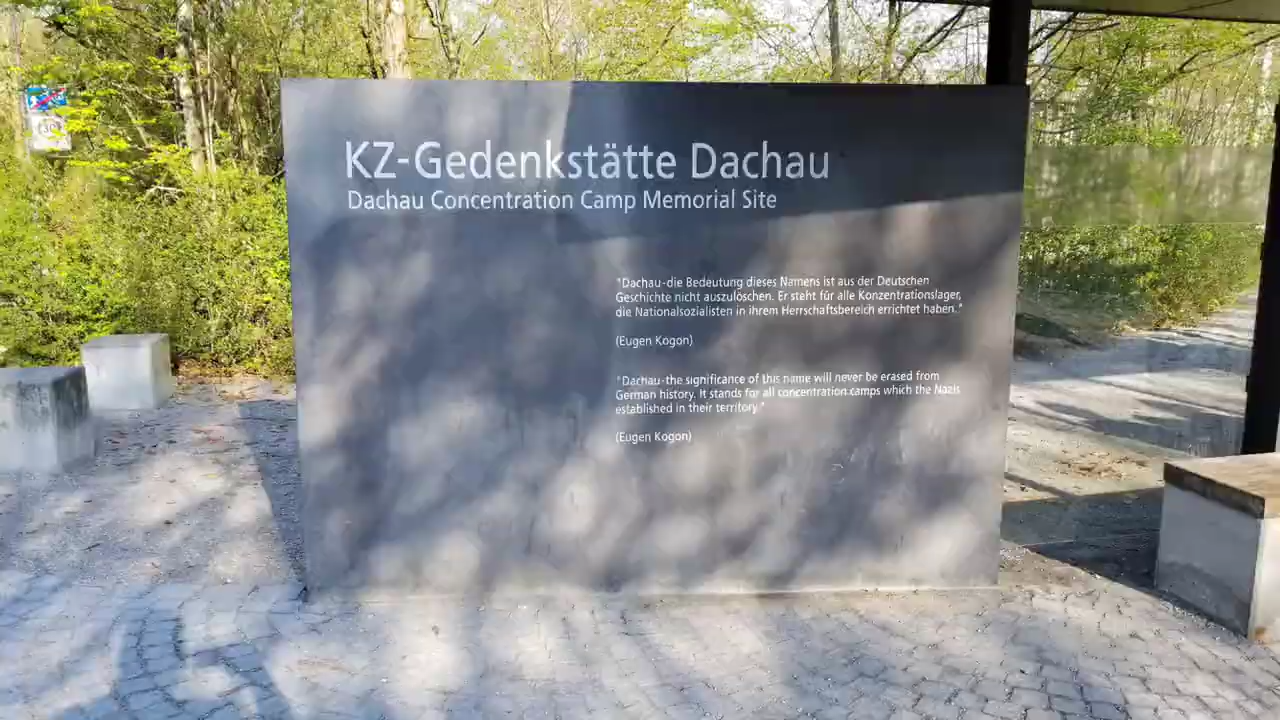 KZ-Gedenkstätte Dachau
Dachau Concentration Camp Memorial Site
"Dachau-die Bedeutung dieses Namens ist aus der Deutschen
Geschichte nicht auszulöschen. Er steht für alle Konzentrationslager,
die Nationalsozialisten in ihrem Herrschaftsbereich errichtet haben."
(Eugen Kogon)
"Dachau-the significance of this name will never be erased from
German history. It stands for all concentration camps which the Nazis
established in their territory."
(Eugen Kogon)
30